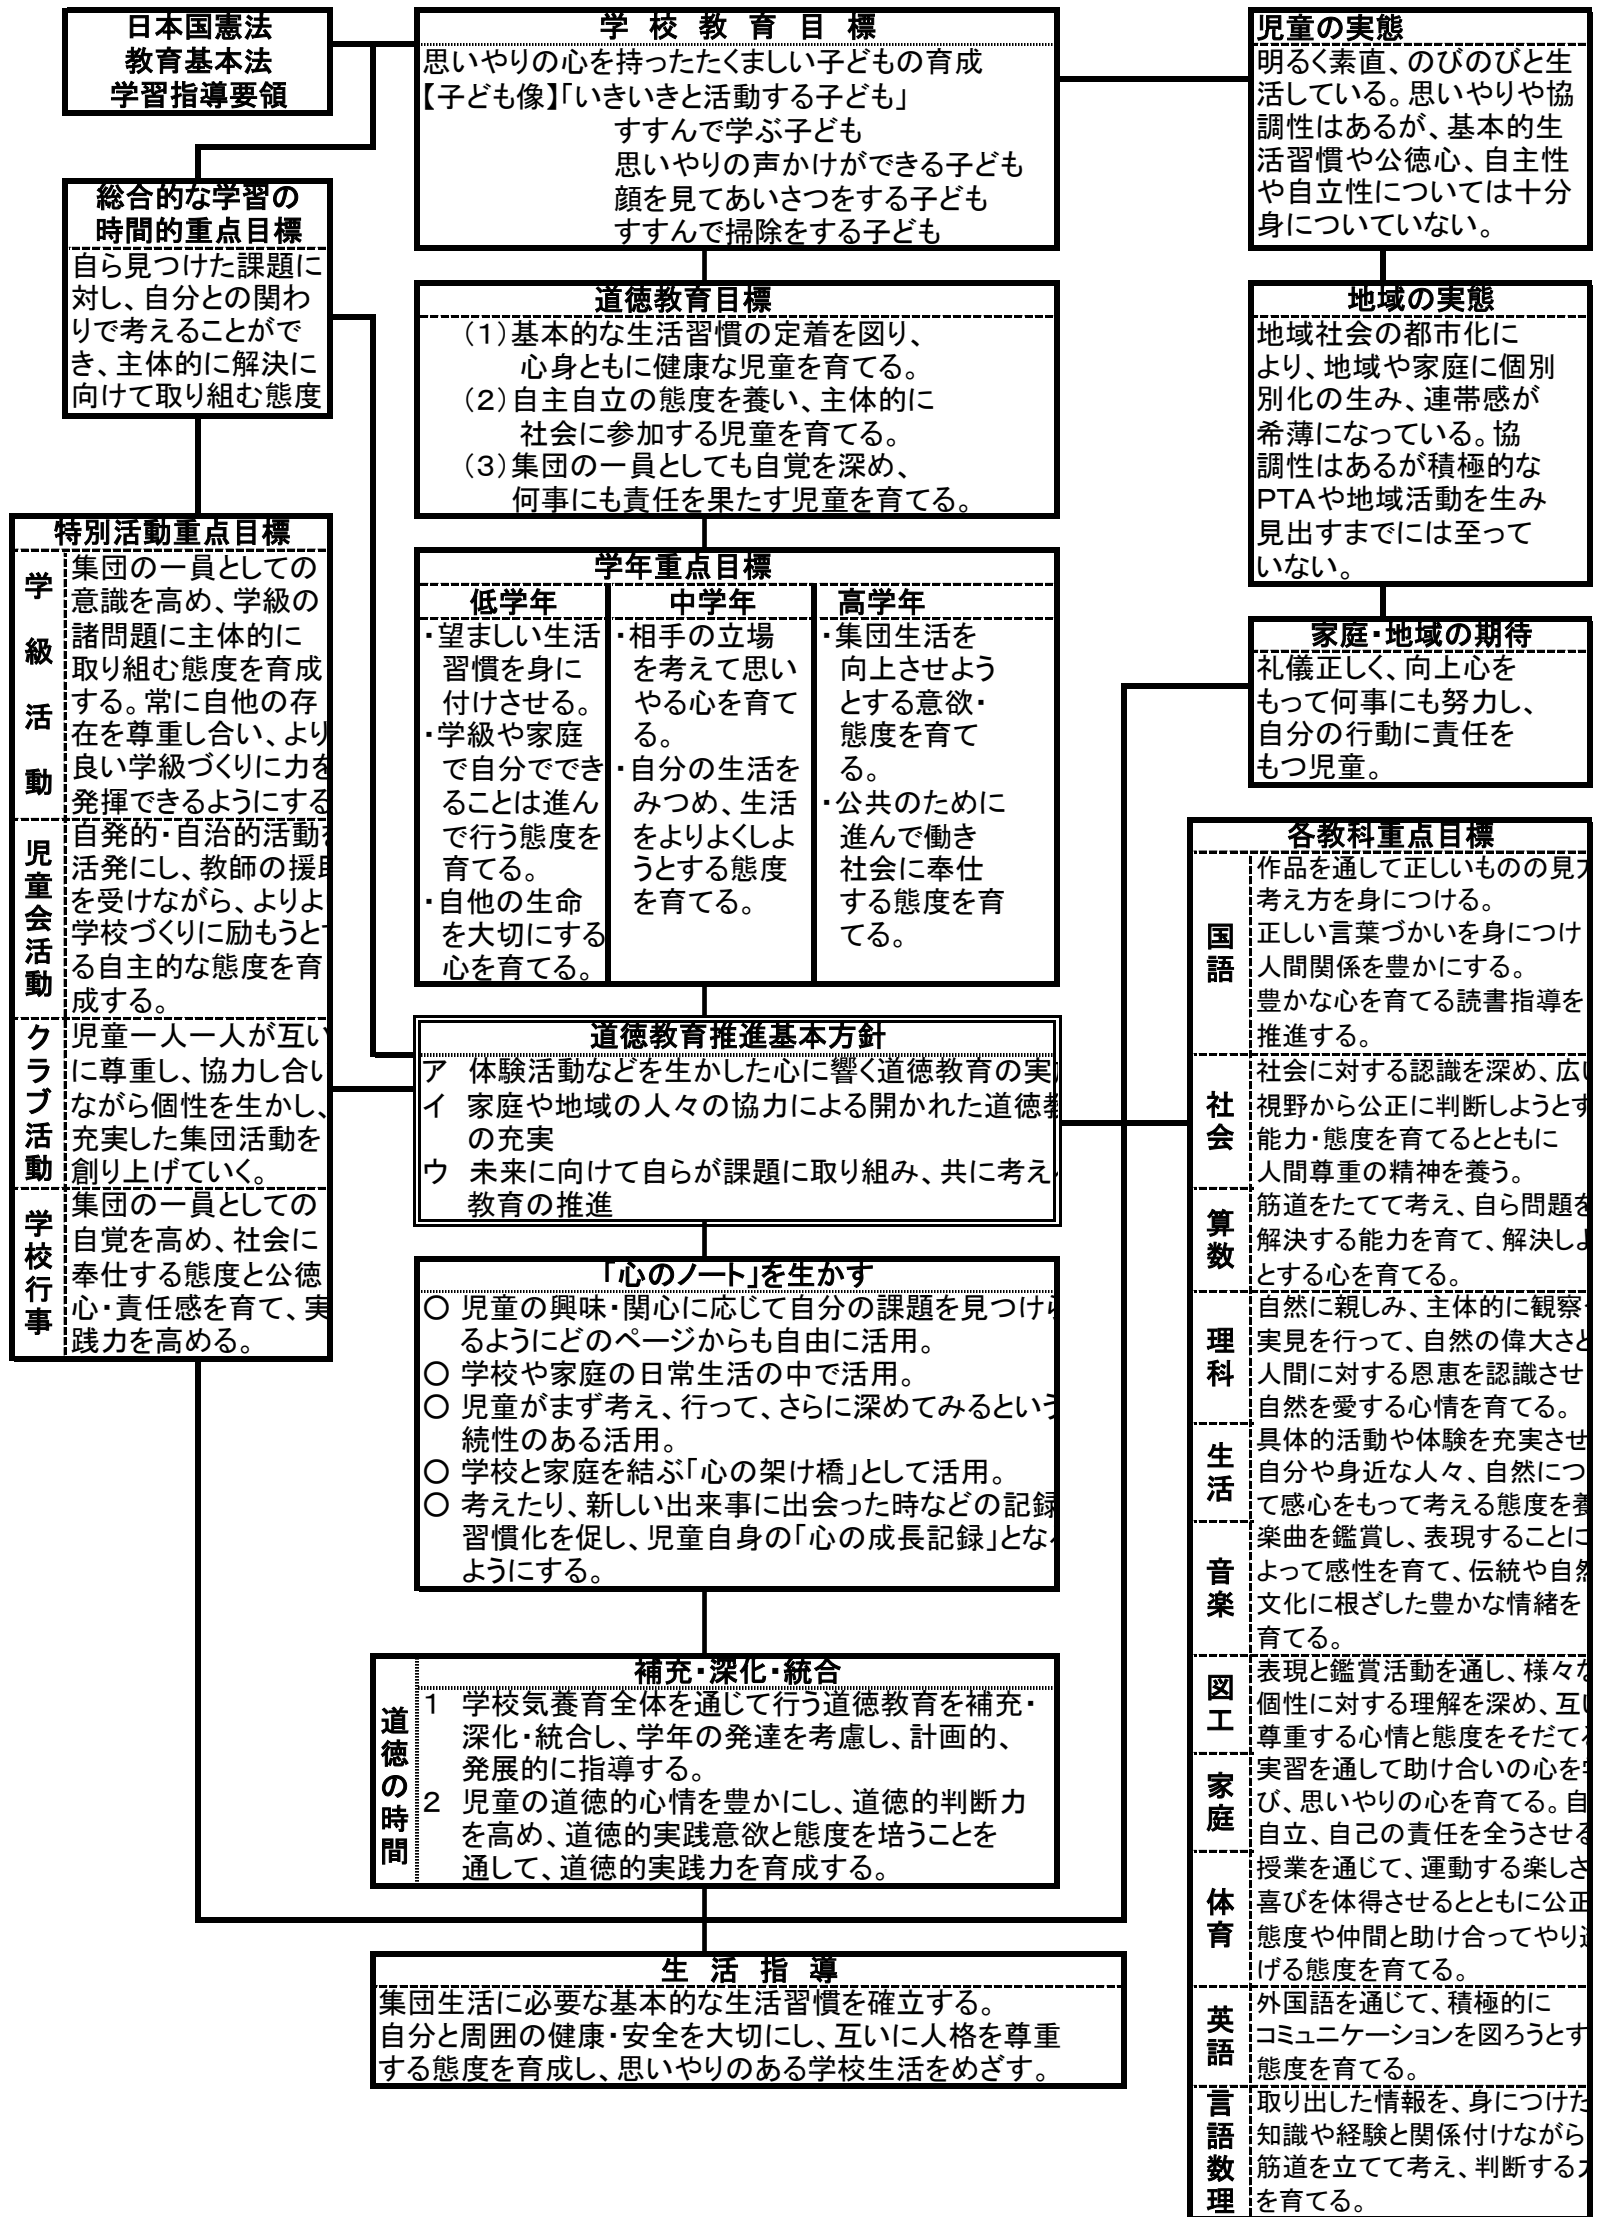 日本国憲法
教育基本法
学習指導要領
学校教育目標
思いやりの心を持ったたくましい子どもの育成
【子ども像】「いきいきと活動する子ども」
すすんで学ぶ子ども
思いやりの声かけができる子ども
顔を見てあいさつをする子ども
すすんで掃除をする子ども
児童の実態
明るく素直、のびのびと生
活している。思いやりや協
調性はあるが、基本的生
活習慣や公徳心、自主性
や自立性については十分
身についていない。
総合的な学習の
時間的重点目標
自ら見つけた課題に
対し、自分との関わ
りで考えることがで
き、主体的に解決に
向けて取り組む態度
道徳教育目標
(1)基本的な生活習慣の定着を図り、
心身ともに健康な児童を育てる。
(2)自主自立の態度を養い、主体的に
社会に参加する児童を育てる。
(3)集団の一員としても自覚を深め、
何事にも責任を果たす児童を育てる。
地域の実態
地域社会の都市化に
より、地域や家庭に個別
別化の生み、連帯感が
希薄になっている。協
調性はあるが積極的な
PTAや地域活動を生み
見出すまでには至って
いない。
特別活動重点目標
学級活動
集団の一員としての
意識を高め、学級の
諸問題に主体的に
取り組む態度を育成
する。常に自他の存
在を尊重し合い、より
良い学級づくりに力を
発揮できるようにする
児童会活動
自発的・自治的活動
活発にし、教師の援
を受けながら、よりよ
学校づくりに励もうと
る自主的な態度を育
成する。
クラブ活動
児童一人一人が互い
に尊重し、協力し合い
ながら個性を生かし、
充実した集団活動を
創り上げていく。
学校行事
集団の一員としての
自覚を高め、社会に
奉仕する態度と公徳
心・責任感を育て、実
践力を高める。
学年重点目標
低学年
・望ましい生活
習慣を身に
付けさせる。
・学級や家庭
で自分ででき
ることは進ん
で行う態度を
育てる。
・自他の生命
を大切にする
心を育てる。
中学年
・相手の立場
を考えて思い
やる心を育て
る。
・自分の生活を
みつめ、生活
をよりよくしよ
うとする態度
を育てる。
高学年
・集団生活を
向上させよう
とする意欲・
態度を育て
る。
・公共のために
進んで働き
社会に奉仕
する態度を育
てる。
家庭・地域の期待
礼儀正しく、向上心を
もって何事にも努力し、
自分の行動に責任を
もつ児童。
道徳教育推進基本方針
ア 体験活動などを生かした心に響く道徳教育の実
イ 家庭や地域の人々の協力による開かれた道徳
の充実
ウ 未来に向けて自らが課題に取り組み、共に考え
教育の推進
「心のノート」を生かす
○ 児童の興味・関心に応じて自分の課題を見つけ
るようにどのページからも自由に活用。
○ 学校や家庭の日常生活の中で活用。
○ 児童がまず考え、行って、さらに深めてみるという
続性のある活用。
○ 学校と家庭を結ぶ「心の架け橋」として活用。
○ 考えたり、新しい出来事に出会った時などの記録
習慣化を促し、児童自身の「心の成長記録」とな
ようにする。
道徳の時間
補充・深化・統合
1 学校気養育全体を通じて行う道徳教育を補充・
深化・統合し、学年の発達を考慮し、計画的、
発展的に指導する。
2 児童の道徳的心情を豊かにし、道徳的判断力
を高め、道徳的実践意欲と態度を培うことを
通して、道徳的実践力を育成する。
生活指導
集団生活に必要な基本的な生活習慣を確立する。
自分と周囲の健康・安全を大切にし、互いに人格を尊重
する態度を育成し、思いやりのある学校生活をめざす。
各教科重点目標
国語
作品を通して正しいものの見
考え方を身につける。
正しい言葉づかいを身につけ
人間関係を豊かにする。
豊かな心を育てる読書指導を
推進する。
社会
社会に対する認識を深め、広い
視野から公正に判断しようとす
能力・態度を育てるとともに
人間尊重の精神を養う。
算数
筋道をたてて考え、自ら問題を
解決する能力を育て、解決しよ
とする心を育てる。
理科
自然に親しみ、主体的に観察
実見を行って、自然の偉大さと
人間に対する恩恵を認識させ
自然を愛する心情を育てる。
生活
具体的活動や体験を充実させ
自分や身近な人々、自然につ
て感心をもって考える態度を養
音楽
楽曲を鑑賞し、表現することに
よって感性を育て、伝統や自然
文化に根ざした豊かな情緒を
育てる。
図工
表現と鑑賞活動を通し、様々な
個性に対する理解を深め、互い
尊重する心情と態度をそだて
家庭
実習を通して助け合いの心を
び、思いやりの心を育てる。自
自立、自己の責任を全うさせる
体育
授業を通じて、運動する楽しさ
喜びを体得させるとともに公正
態度や仲間と助け合ってやり
げる態度を育てる。
英語
外国語を通じて、積極的に
コミュニケーションを図ろうとす
態度を育てる。
言語数理
取り出した情報を、身につけた
知識や経験と関係付けながら
筋道を立てて考え、判断する
を育てる。